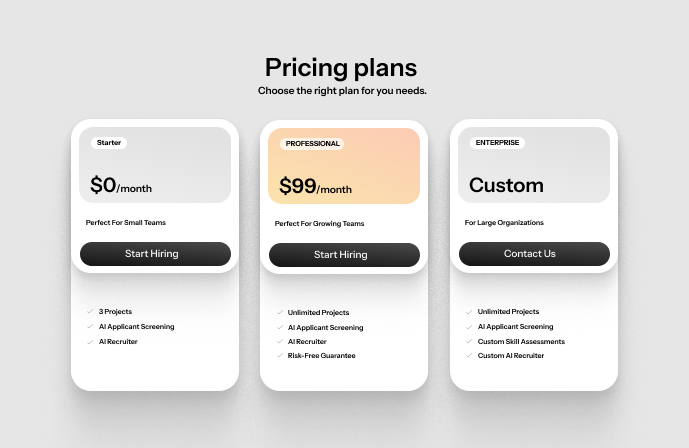 Pricing plans
Choose the right plan for you needs.
Starter
$0/month
Perfect For Small Teams
Start Hiring
3 Projects
AI Applicant Screening
AI Recruiter
PROFESSIONAL
$99/month
Perfect For Growing Teams
Start Hiring
Unlimited Projects
AI Applicant Screening
AI Recruiter
Risk-Free Guarantee
ENTERPRISE
Custom
For Large Organizations
Contact Us
Unlimited Projects
AI Applicant Screening
Custom Skill Assessments
Custom AI Recruiter